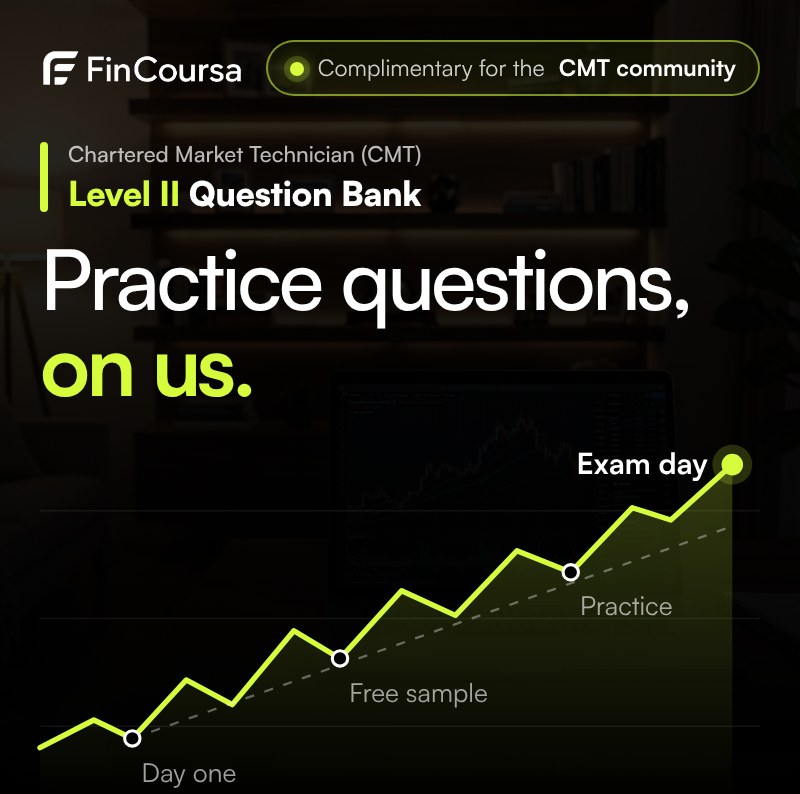 FinCoursa
Complimentary for the CMT community
Chartered Market Technician (CMT)
Level II Question Bank
Practice questions,
on us.
Exam day
Practice
Free sample
Day one